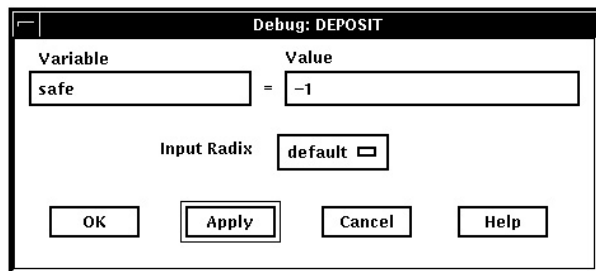 Debug: DEPOSIT
Variable Value
safe = -1
Input Radix default
OK Apply Cancel Help